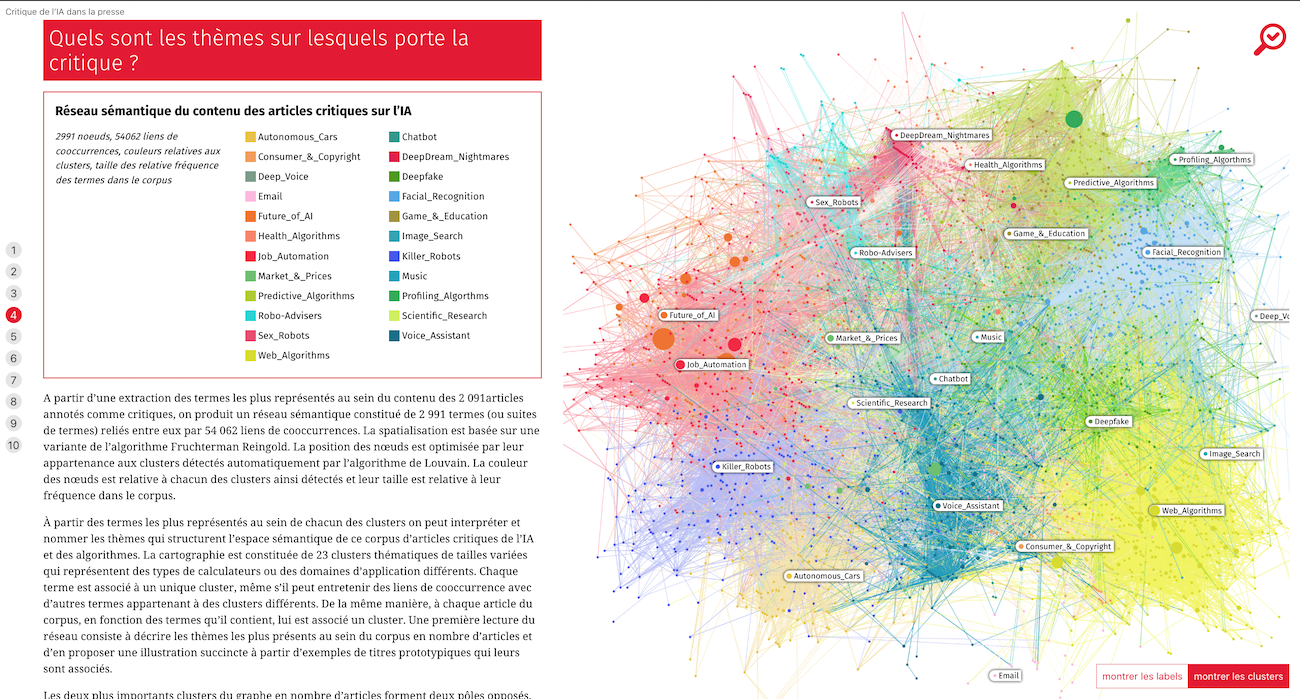 Critique de l'IA dans la presse
Quels sont les thèmes sur lesquels porte la
critique ?
Réseau sémantique du contenu des articles critiques sur l'IA
2991 noeuds, 54062 liens de
cooccurrences, couleurs relatives aux
clusters, taille des relative fréquence
des termes dans le corpus
Autonomous_Cars
Consumer_&_Copyright
Deep_Voice
Email
Future_of_AI
Health_Algorithms
Job_Automation
Market_&_Prices
Predictive_Algorithms
Robo-Advisers
Sex_Robots
Web_Algorithms
Chatbot
DeepDream_Nightmares
Deepfake
Facial_Recognition
Game_&_Education
Image_Search
Killer_Robots
Music
Profiling_Algorthms
Scientific_Research
Voice_Assistant
1
2
3
4
5
6
7
8
9
10
A partir d'une extraction des termes les plus représentés au sein du contenu des 2 091articles
annotés comme critiques, on produit un réseau sémantique constitué de 2 991 termes (ou suites
de termes) reliés entre eux par 54 062 liens de cooccurrences. La spatialisation est basée sur une
variante de l'algorithme Fruchterman Reingold. La position des nœuds est optimisée par leur
appartenance aux clusters détectés automatiquement par l'algorithme de Louvain. La couleur
des nœuds est relative à chacun des clusters ainsi détectés et leur taille est relative à leur
fréquence dans le corpus.
À partir des termes les plus représentés au sein de chacun des clusters on peut interpréter et
nommer les thèmes qui structurent l'espace sémantique de ce corpus d'articles critiques de l'IA
et des algorithmes. La cartographie est constituée de 23 clusters thématiques de tailles variées
qui représentent des types de calculateurs ou des domaines d'application différents. Chaque
terme est associé à un unique cluster, même s'il peut entretenir des liens de cooccurrence avec
d'autres termes appartenant à des clusters différents. De la même manière, à chaque article du
corpus, en fonction des termes qu'il contient, lui est associé un cluster. Une première lecture du
réseau consiste à décrire les thèmes les plus présents au sein du corpus en nombre d'articles et
d'en proposer une illustration succincte à partir d'exemples de titres prototypiques qui leurs
sont associés.
Les deux plus importants clusters du graphe en nombre d'articles forment deux pôles opposés.
DeepDream_Nightmares
Profiling_Algorthms
Health_Algorithms
Predictive_Algorithms
Sex_Robots
Game_&_Education
Robo-Advisers
Facial_Recognition
Future_of_AI
Deep_Vo
Market_&_Prices
Music
Job_Automation
Chatbot
Scientific_Research
Deepfake
Image_Search
Killer_Robots
Voice_Assistant
Web_Algorithms
Consumer_&_Copyright
Autonomous_Cars
Email
montrer les labels
montrer les clusters